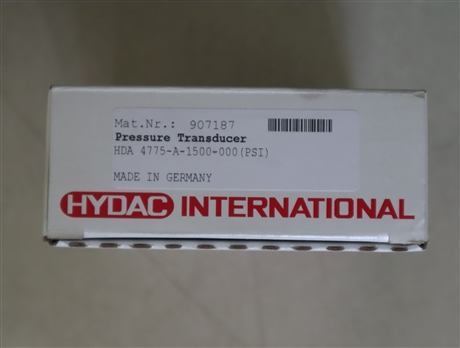 Mat.Nr.: 907187
Pressure Transducer
HDA 4775-A-1500-000(PSI)
MADE IN GERMANY
HYDAC INTERNATIONAL